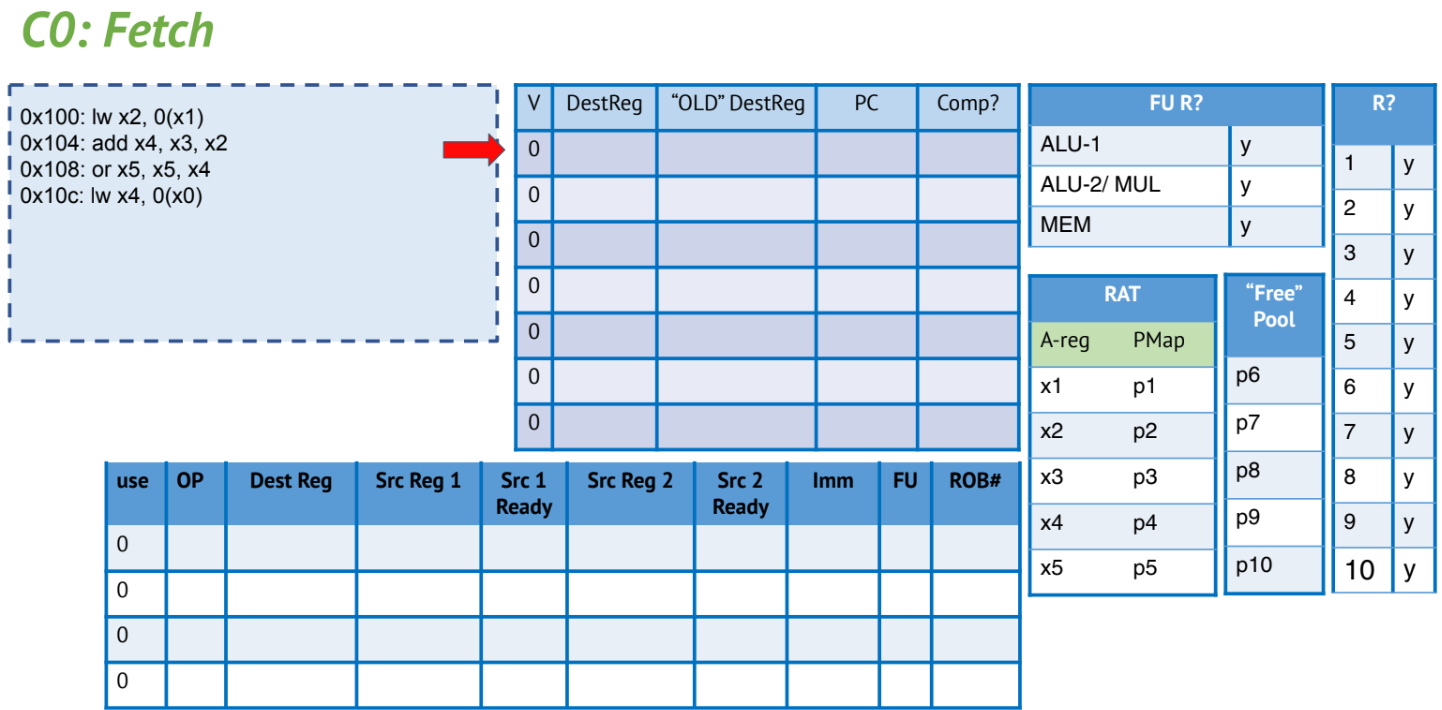 C0: Fetch
0x100: lw x2, 0(x1)
0x104: add x4, x3, x2
0x108: or x5, x5, x4
0x10c: lw x4, 0(x0)
V DestReg “OLD” DestReg PC Comp?
0
0
0
0
0
0
0
FU R?
ALU-1 y
ALU-2/ MUL y
MEM y
RAT
A-reg PMap
x1 p1
x2 p2
x3 p3
x4 p4
x5 p5
“Free”
Pool
p6
p7
p8
p9
p10
R?
1 y
2 y
3 y
4 y
5 y
6 y
7 y
8 y
9 y
10 y
use OP Dest Reg Src Reg 1 Src 1 Src Reg 2 Src 2 Imm FU ROB#
Ready Ready
0
0
0
0